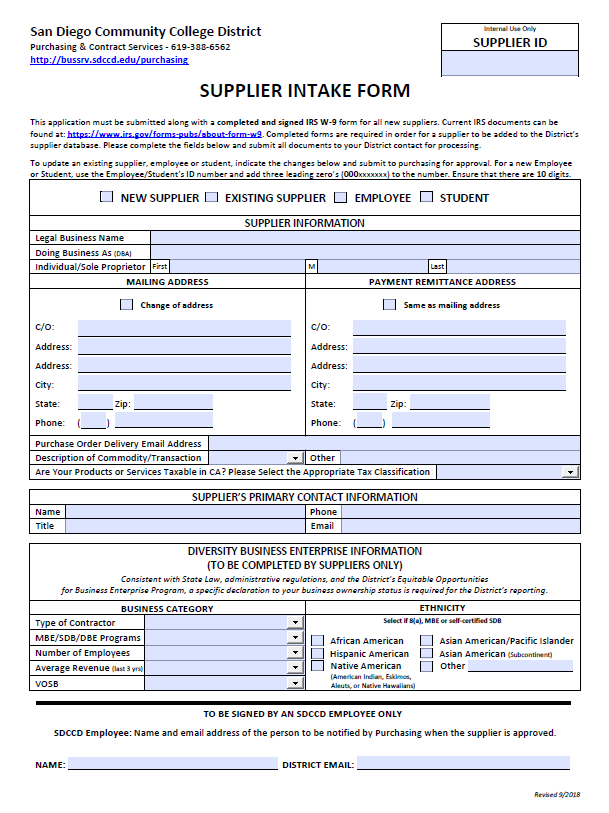 San Diego Community College District
Purchasing & Contract Services - 619-388-6562
http://bussrv.sdccd.edu/purchasing
Internal Use Only
SUPPLIER ID
SUPPLIER INTAKE FORM
This application must be submitted along with a completed and signed IRS W-9 form for all new suppliers. Current IRS documents can be
found at: https://www.irs.gov/forms-pubs/about-form-w9. Completed forms are required in order for a supplier to be added to the District's
supplier database. Please complete the fields below and submit all documents to your District contact for processing.
To update an existing supplier, employee or student, indicate the changes below and submit to purchasing for approval. For a new Employee
or Student, use the Employee/Student's ID number and add three leading zero's (000xxxxxxx) to the number. Ensure that there are 10 digits.
NEW SUPPLIER EXISTING SUPPLIER EMPLOYEE STUDENT
SUPPLIER INFORMATION
Legal Business Name
Doing Business As (DBA)
Individual/Sole Proprietor First M Last
MAILING ADDRESS PAYMENT REMITTANCE ADDRESS
Change of address Same as mailing address
C/O: C/O:
Address: Address:
Address: Address:
City: City:
State: Zip: State: Zip:
Phone: ( ) Phone: ( )
Purchase Order Delivery Email Address
Description of Commodity/Transaction Other
Are Your Products or Services Taxable in CA? Please Select the Appropriate Tax Classification
SUPPLIER'S PRIMARY CONTACT INFORMATION
Name Phone
Title Email
DIVERSITY BUSINESS ENTERPRISE INFORMATION
(TO BE COMPLETED BY SUPPLIERS ONLY)
Consistent with State Law, administrative regulations, and the District's Equitable Opportunities
for Business Enterprise Program, a specific declaration to your business ownership status is required for the District's reporting.
BUSINESS CATEGORY ETHNICITY
Type of Contractor Select if 8(a), MBE or self-certified SDB
MBE/SDB/DBE Programs African American Asian American/Pacific Islander
Number of Employees Hispanic American Asian American (Subcontinent)
Average Revenue (last 3 yrs) Native American Other
(American Indian, Eskimos,
VOSB Aleuts, or Native Hawaiians)
TO BE SIGNED BY AN SDCCD EMPLOYEE ONLY
SDCCD Employee: Name and email address of the person to be notified by Purchasing when the supplier is approved.
NAME: DISTRICT EMAIL:
Revised 9/2018